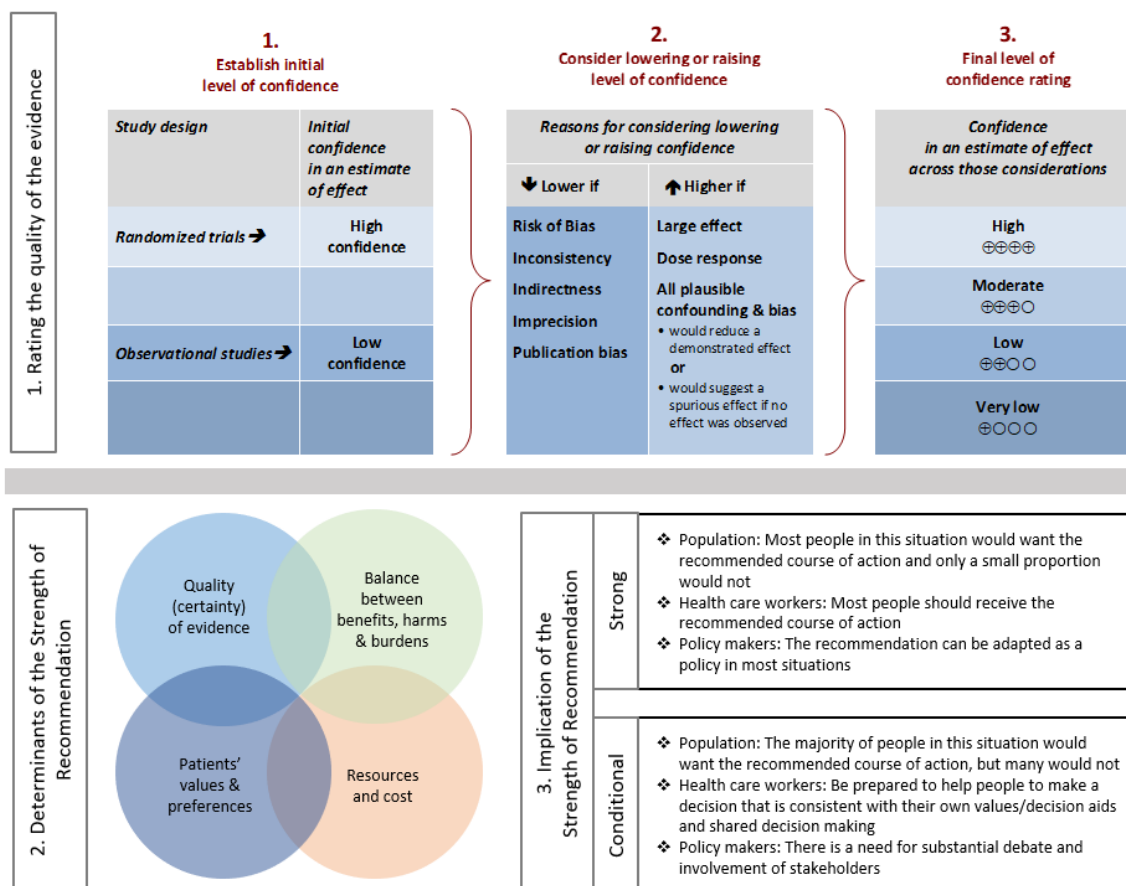 1. Rating the quality of the evidence
1.
Establish initial
level of confidence
Study design
Initial
confidence
in an estimate
of effect
Randomized trials ➔
High
confidence
Observational studies ➔
Low
confidence
2.
Consider lowering or raising
level of confidence
Reasons for considering lowering
or raising confidence
🡇 Lower if
🡅 Higher if
Risk of Bias
Inconsistency
Indirectness
Imprecision
Publication bias
Large effect
Dose response
All plausible
confounding & bias
• would reduce a
demonstrated effect
or
• would suggest a
spurious effect if no
effect was observed
3.
Final level of
confidence rating
Confidence
in an estimate of effect
across those considerations
High
⊕⊕⊕⊕
Moderate
⊕⊕⊕○
Low
⊕⊕○○
Very low
⊕○○○
2. Determinants of the Strength of
Recommendation
Quality
(certainty)
of evidence
Balance
between
benefits, harms
& burdens
Patients’
values &
preferences
Resources
and cost
3. Implication of the
Strength of Recommendation
Strong
❖ Population: Most people in this situation would want the
recommended course of action and only a small proportion
would not
❖ Health care workers: Most people should receive the
recommended course of action
❖ Policy makers: The recommendation can be adapted as a
policy in most situations
Conditional
❖ Population: The majority of people in this situation would
want the recommended course of action, but many would not
❖ Health care workers: Be prepared to help people to make a
decision that is consistent with their own values/decision aids
and shared decision making
❖ Policy makers: There is a need for substantial debate and
involvement of stakeholders